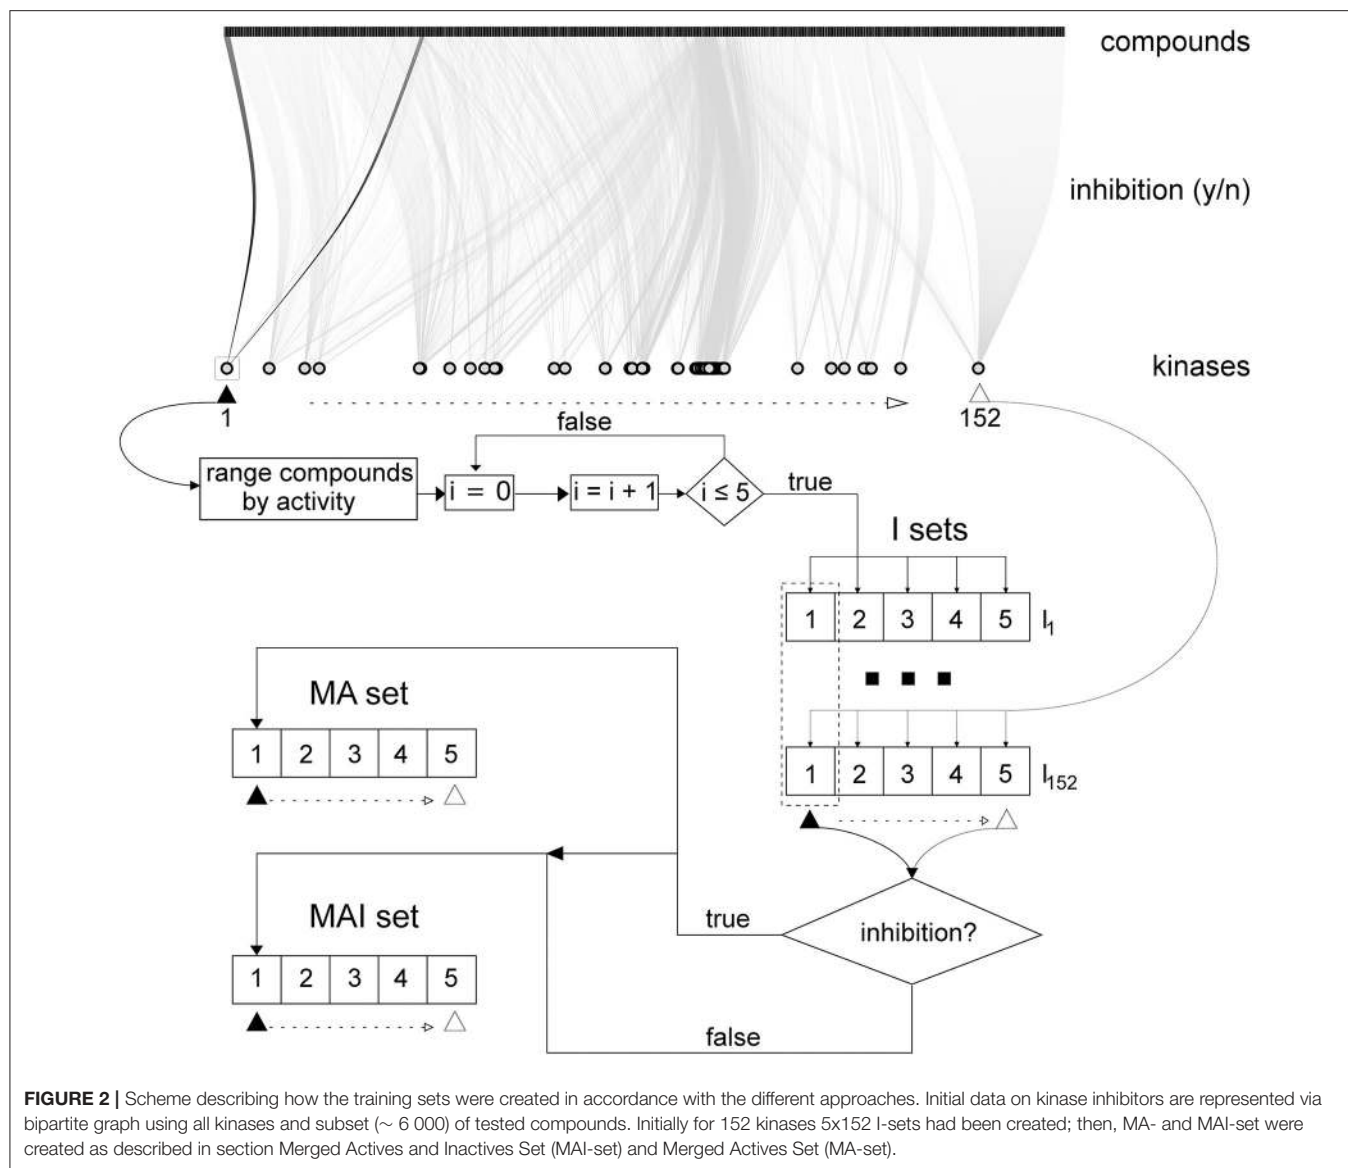 compounds
inhibition (y/n)
kinases
1
152
false
range compounds
by activity
i = 0
i = i + 1
i ≤ 5
true
I sets
1 2 3 4 5 I1
MA set
1 2 3 4 5
1 2 3 4 5 I152
MAI set
true
inhibition?
1 2 3 4 5
false
FIGURE 2 | Scheme describing how the training sets were created in accordance with the different approaches. Initial data on kinase inhibitors are represented via
bipartite graph using all kinases and subset (∼ 6 000) of tested compounds. Initially for 152 kinases 5x152 I-sets had been created; then, MA- and MAI-set were
created as described in section Merged Actives and Inactives Set (MAI-set) and Merged Actives Set (MA-set).